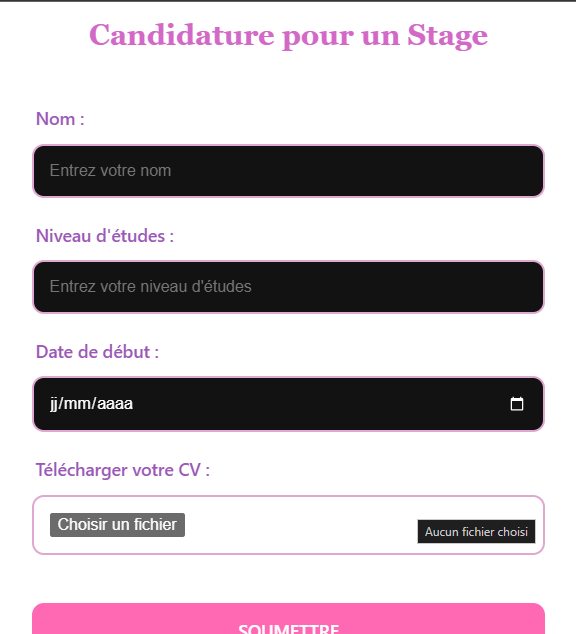 Candidature pour un Stage
Nom :
Entrez votre nom
Niveau d'études :
Entrez votre niveau d'études
Date de début :
jj/mm/aaaa
Télécharger votre CV :
Choisir un fichier
Aucun fichier choisi
SOUMETTRE